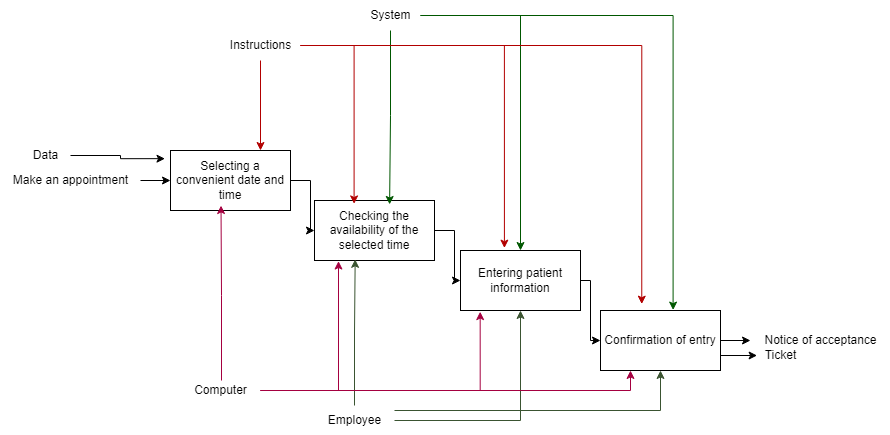 System
Instructions
Data
Make an appointment
Selecting a
convenient date and
time
Checking the
availability of the
selected time
Entering patient
information
Confirmation of entry
Notice of acceptance
Ticket
Computer
Employee